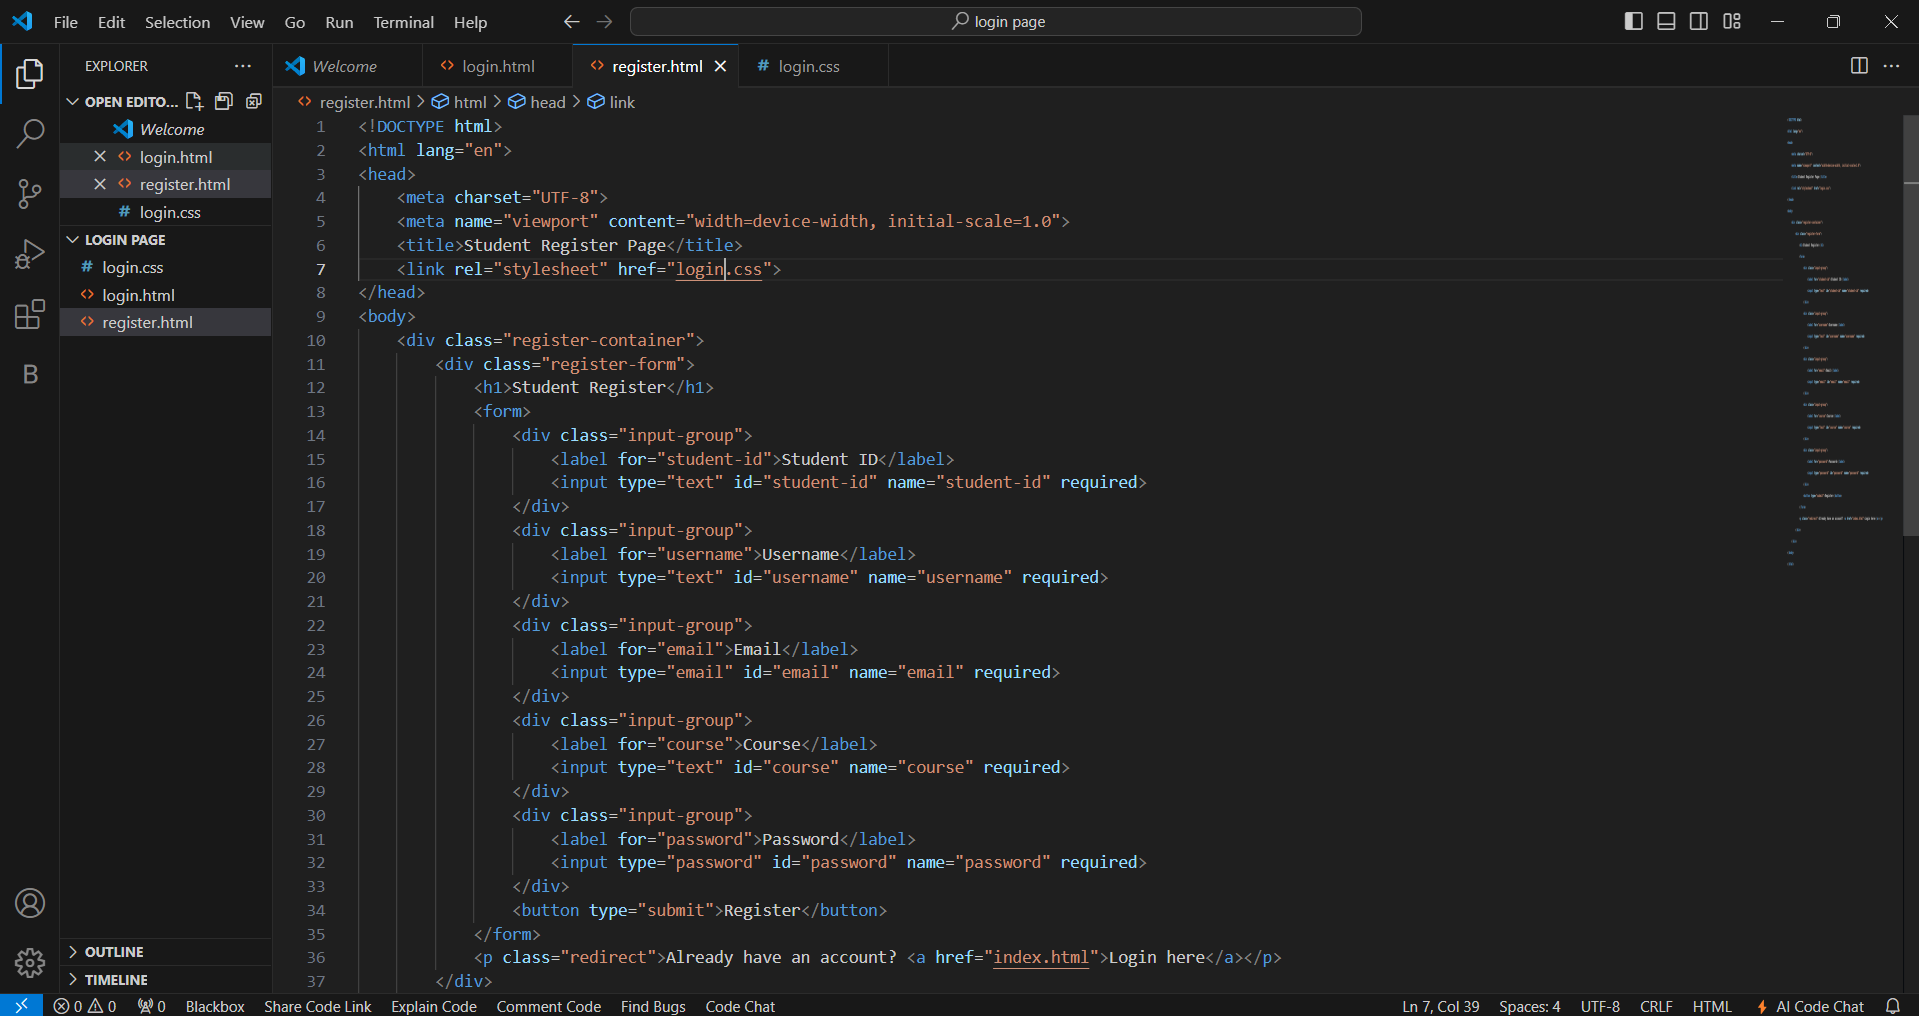 File Edit Selection View Go Run Terminal Help
login page
EXPLORER
OPEN EDITO...
Welcome
login.html
register.html
login.css
LOGIN PAGE
login.css
login.html
register.html
B
OUTLINE
TIMELINE
Welcome login.html register.html login.css
register.html > html > head > link
1 <!DOCTYPE html>
2 <html lang="en">
3 <head>
4 <meta charset="UTF-8">
5 <meta name="viewport" content="width=device-width, initial-scale=1.0">
6 <title>Student Register Page</title>
7 <link rel="stylesheet" href="login.css">
8 </head>
9 <body>
10 <div class="register-container">
11 <div class="register-form">
12 <h1>Student Register</h1>
13 <form>
14 <div class="input-group">
15 <label for="student-id">Student ID</label>
16 <input type="text" id="student-id" name="student-id" required>
17 </div>
18 <div class="input-group">
19 <label for="username">Username</label>
20 <input type="text" id="username" name="username" required>
21 </div>
22 <div class="input-group">
23 <label for="email">Email</label>
24 <input type="email" id="email" name="email" required>
25 </div>
26 <div class="input-group">
27 <label for="course">Course</label>
28 <input type="text" id="course" name="course" required>
29 </div>
30 <div class="input-group">
31 <label for="password">Password</label>
32 <input type="password" id="password" name="password" required>
33 </div>
34 <button type="submit">Register</button>
35 </form>
36 <p class="redirect">Already have an account? <a href="index.html">Login here</a></p>
37 </div>
0 0 0 Blackbox Share Code Link Explain Code Comment Code Find Bugs Code Chat Ln 7, Col 39 Spaces: 4 UTF-8 CRLF HTML AI Code Chat